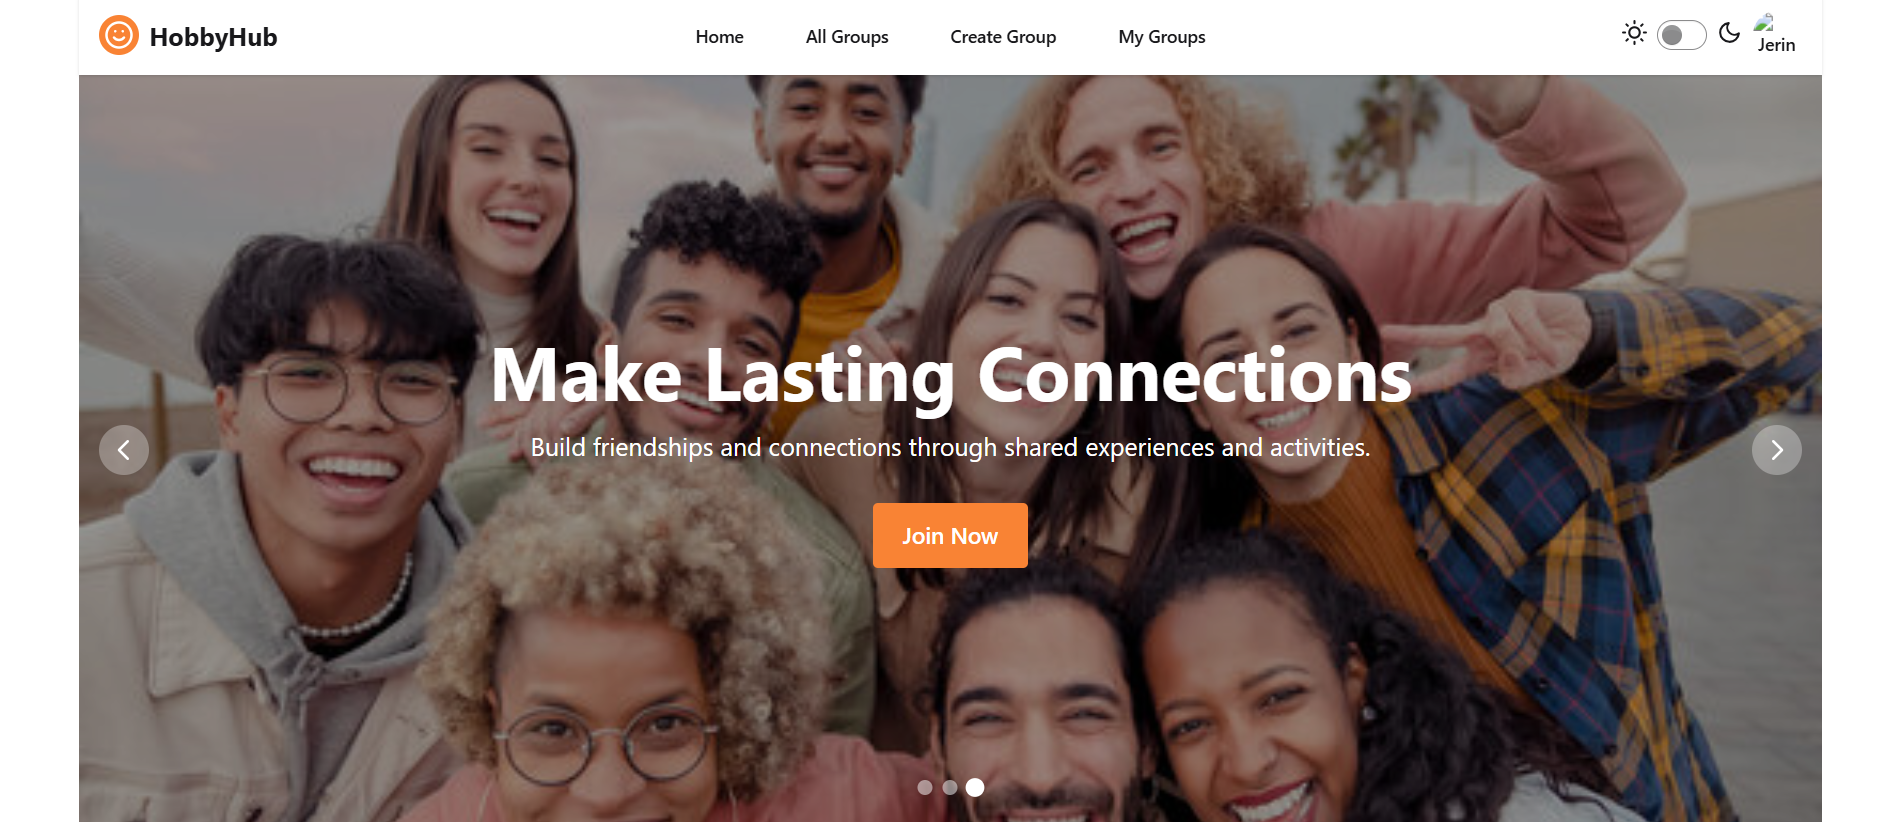 HobbyHub
Home
All Groups
Create Group
My Groups
Jerin
Make Lasting Connections
Build friendships and connections through shared experiences and activities.
Join Now